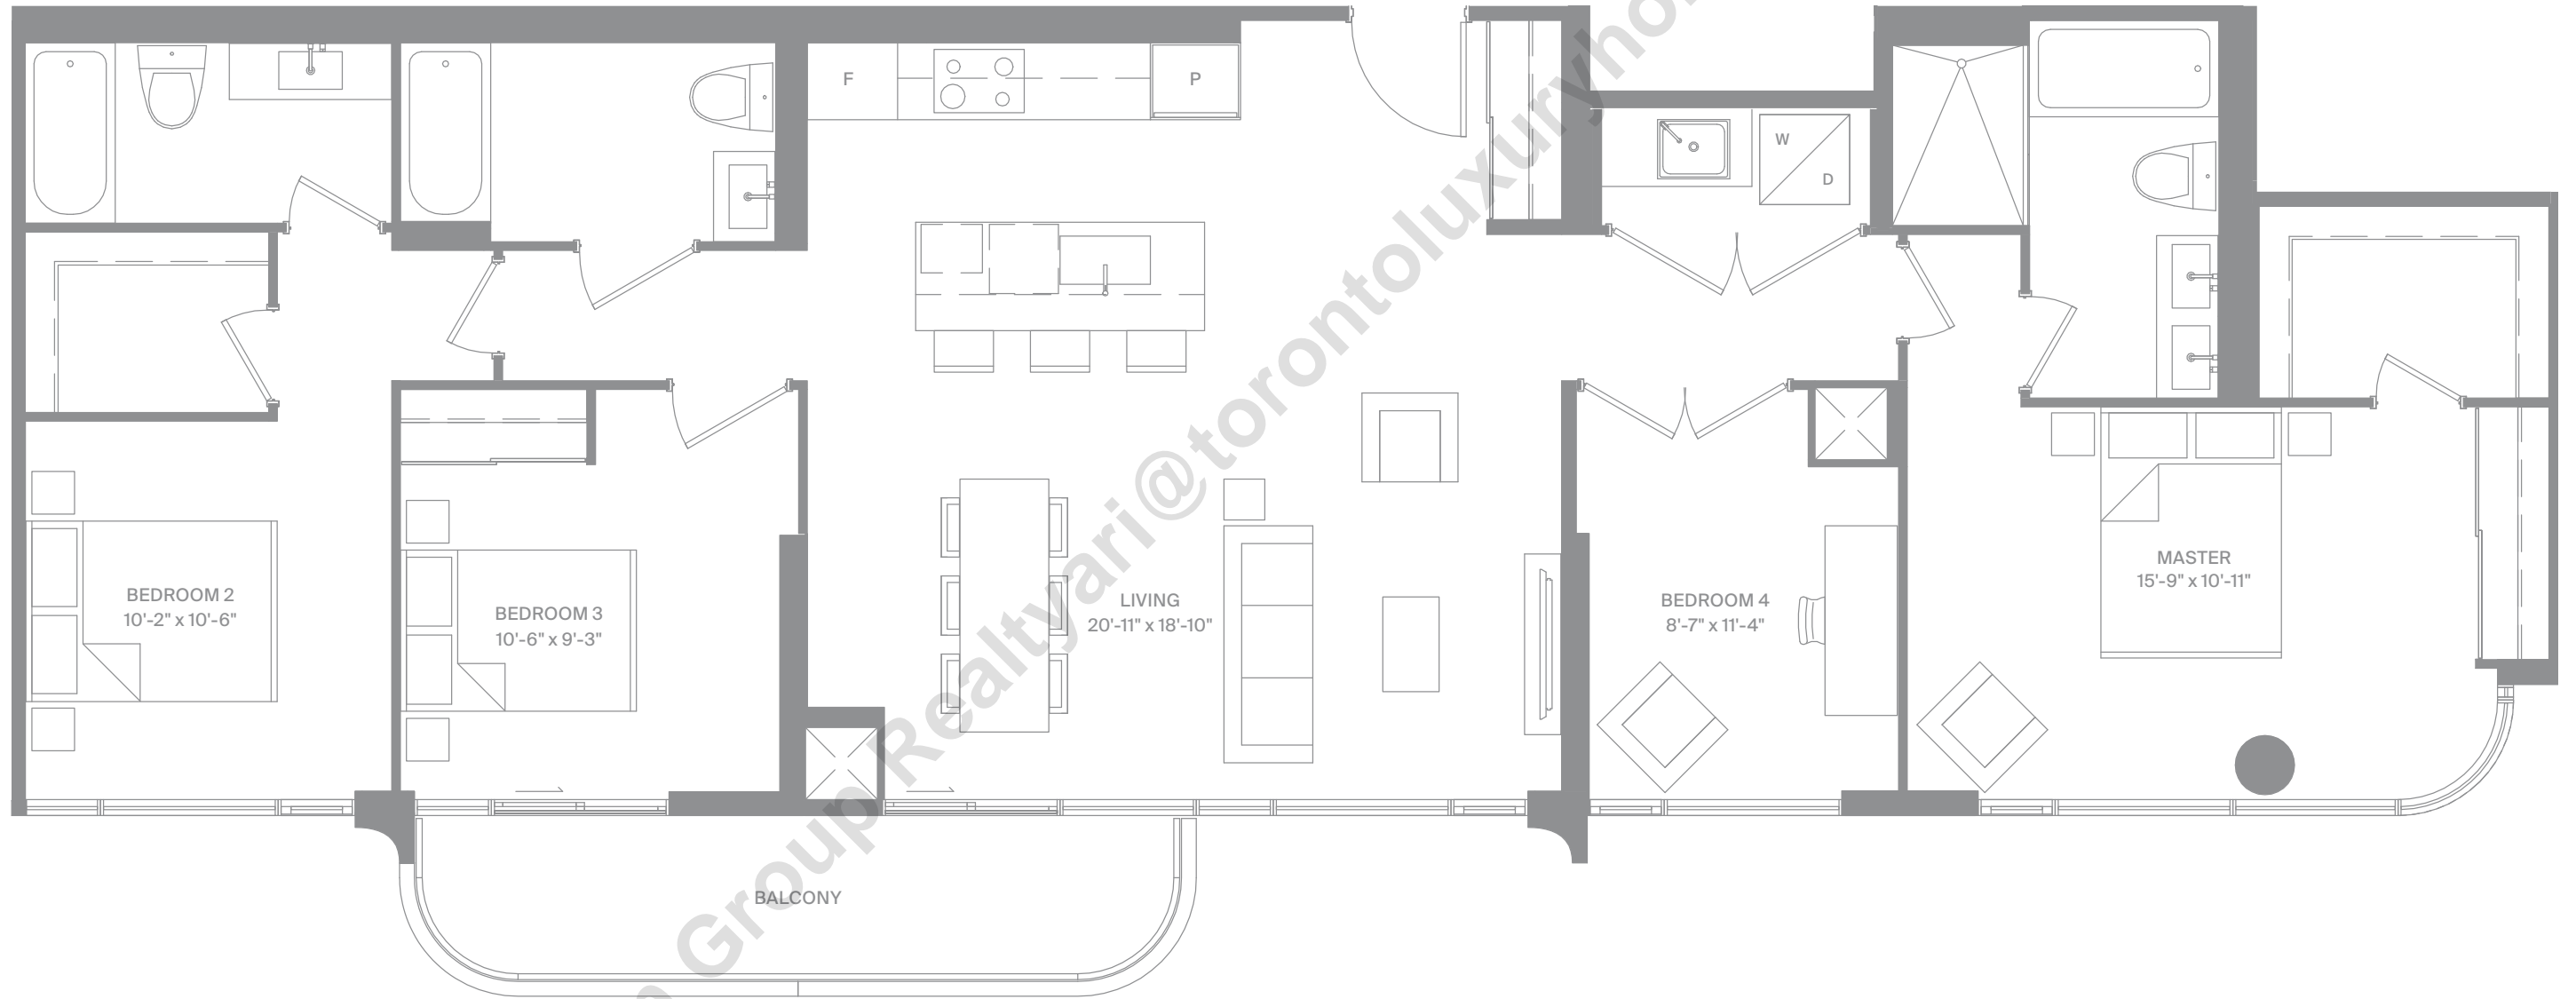 F
P
W
D
MASTER
15'-9" x 10'-11"
BEDROOM 2
10'-2" x 10'-6"
BEDROOM 3
10'-6" x 9'-3"
LIVING
20'-11" x 18'-10"
BEDROOM 4
8'-7" x 11'-4"
BALCONY
Group Realtyari@torontoluxuryho